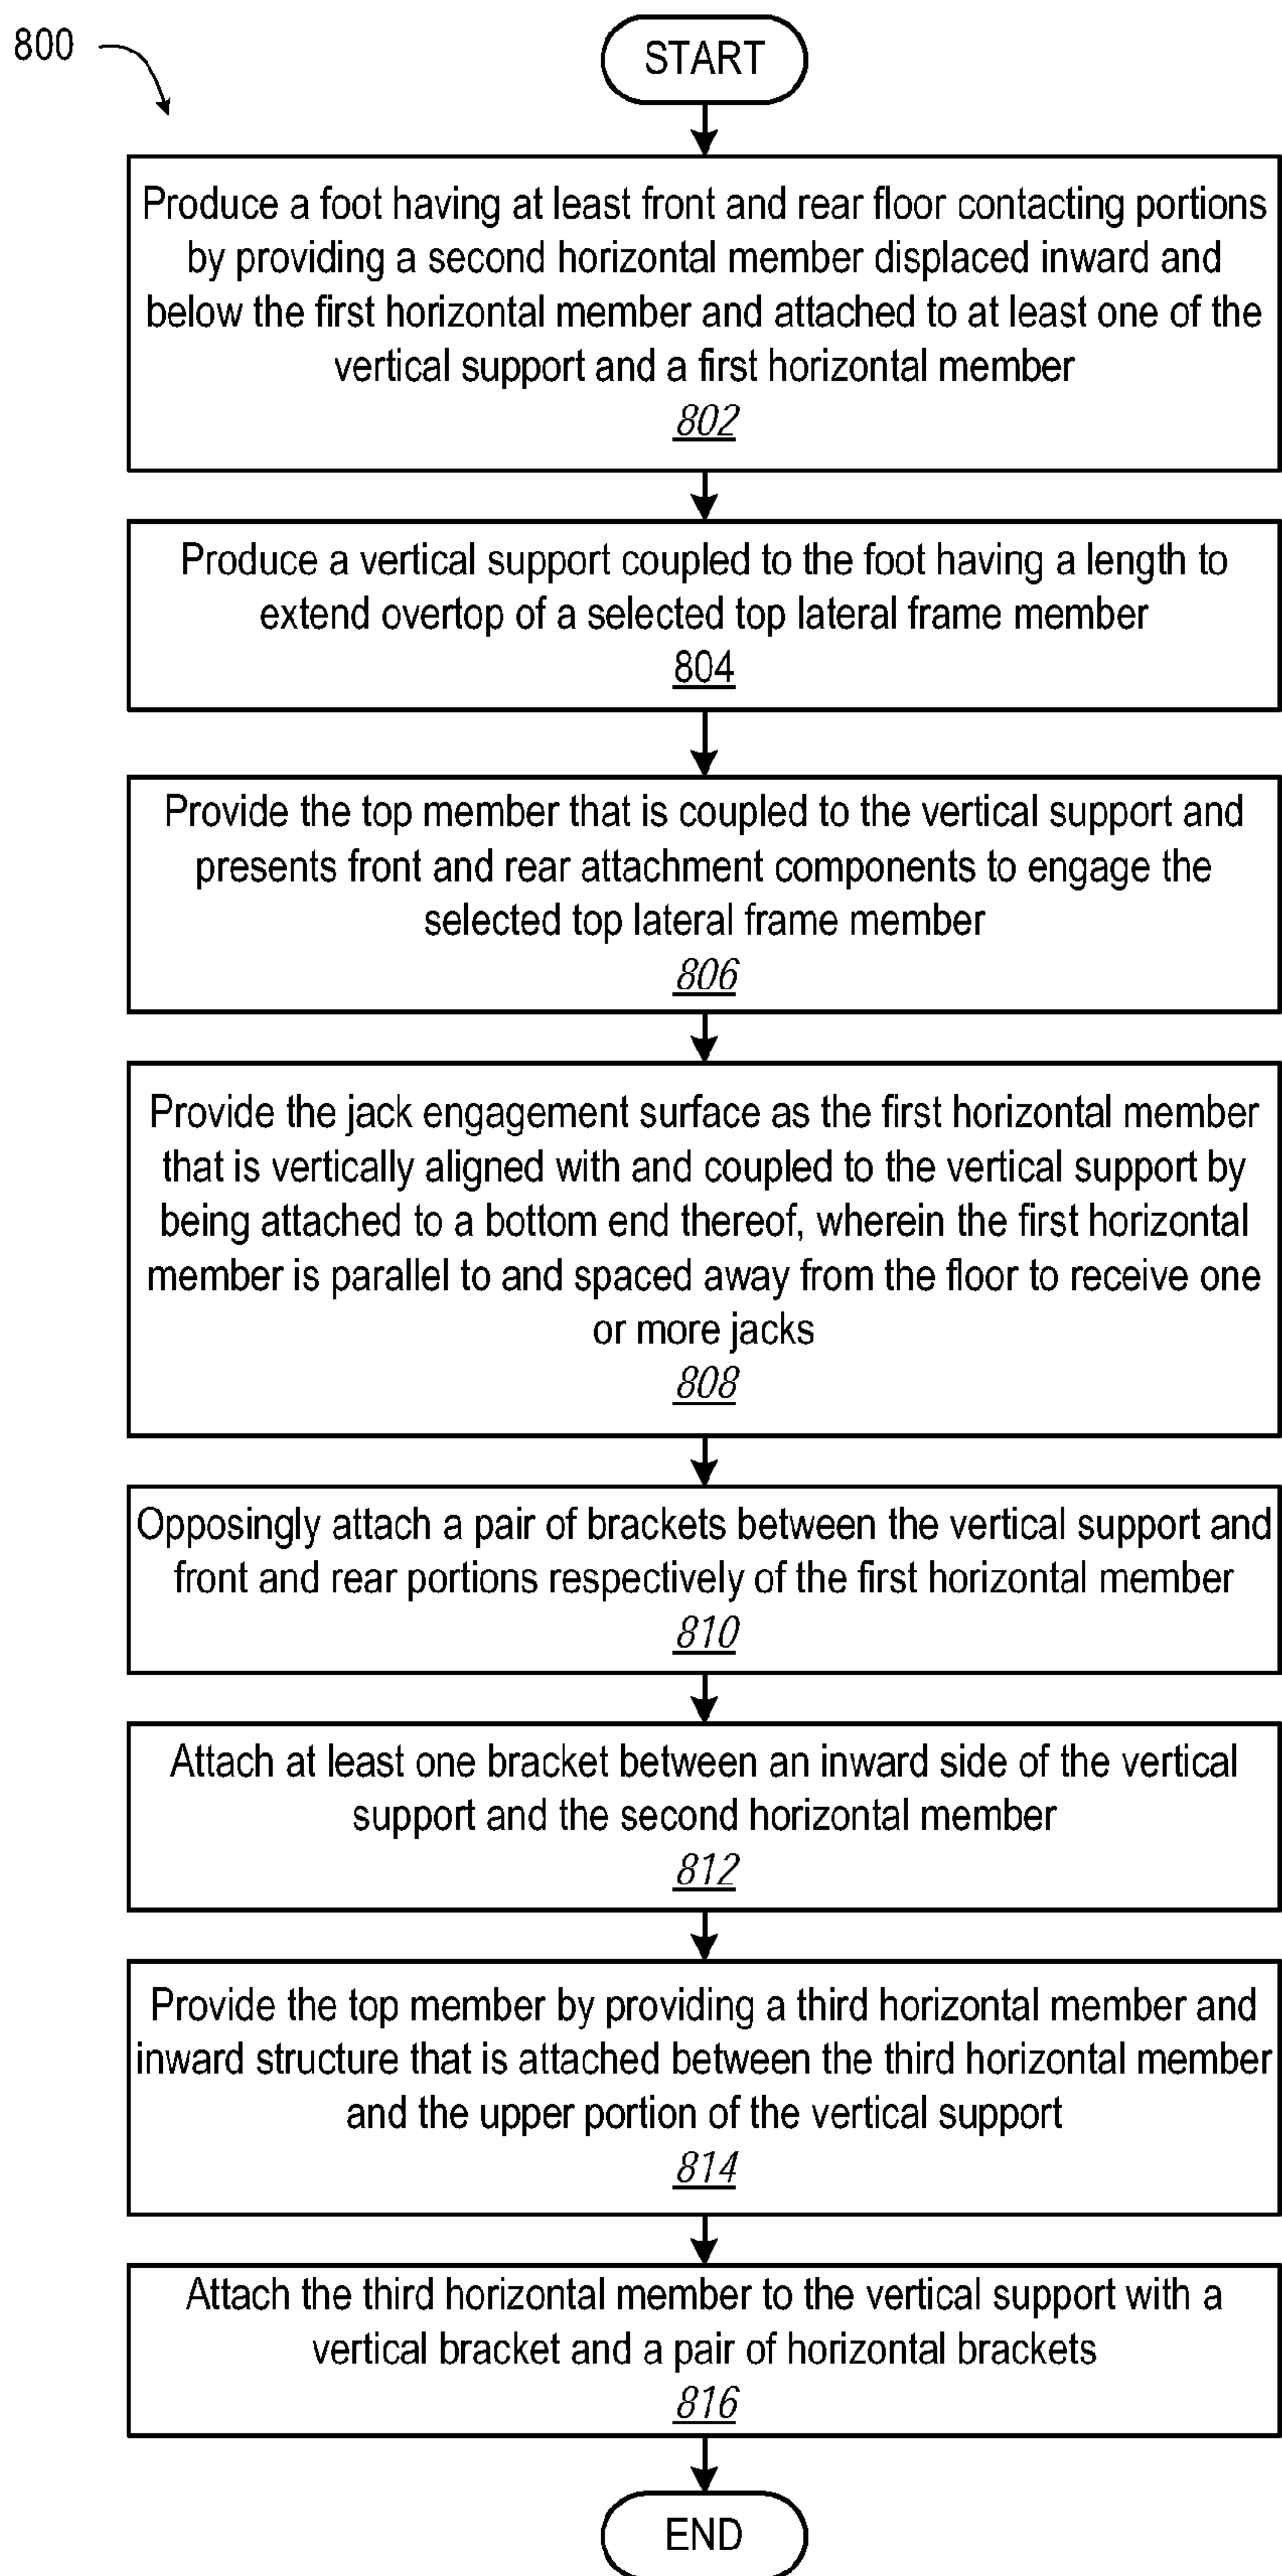 800
START
Produce a foot having at least front and rear floor contacting portions
by providing a second horizontal member displaced inward and
below the first horizontal member and attached to at least one of the
vertical support and a first horizontal member
802
Produce a vertical support coupled to the foot having a length to
extend overtop of a selected top lateral frame member
804
Provide the top member that is coupled to the vertical support and
presents front and rear attachment components to engage the
selected top lateral frame member
806
Provide the jack engagement surface as the first horizontal member
that is vertically aligned with and coupled to the vertical support by
being attached to a bottom end thereof, wherein the first horizontal
member is parallel to and spaced away from the floor to receive one
or more jacks
808
Opposingly attach a pair of brackets between the vertical support and
front and rear portions respectively of the first horizontal member
810
Attach at least one bracket between an inward side of the vertical
support and the second horizontal member
812
Provide the top member by providing a third horizontal member and
inward structure that is attached between the third horizontal member
and the upper portion of the vertical support
814
Attach the third horizontal member to the vertical support with a
vertical bracket and a pair of horizontal brackets
816
END